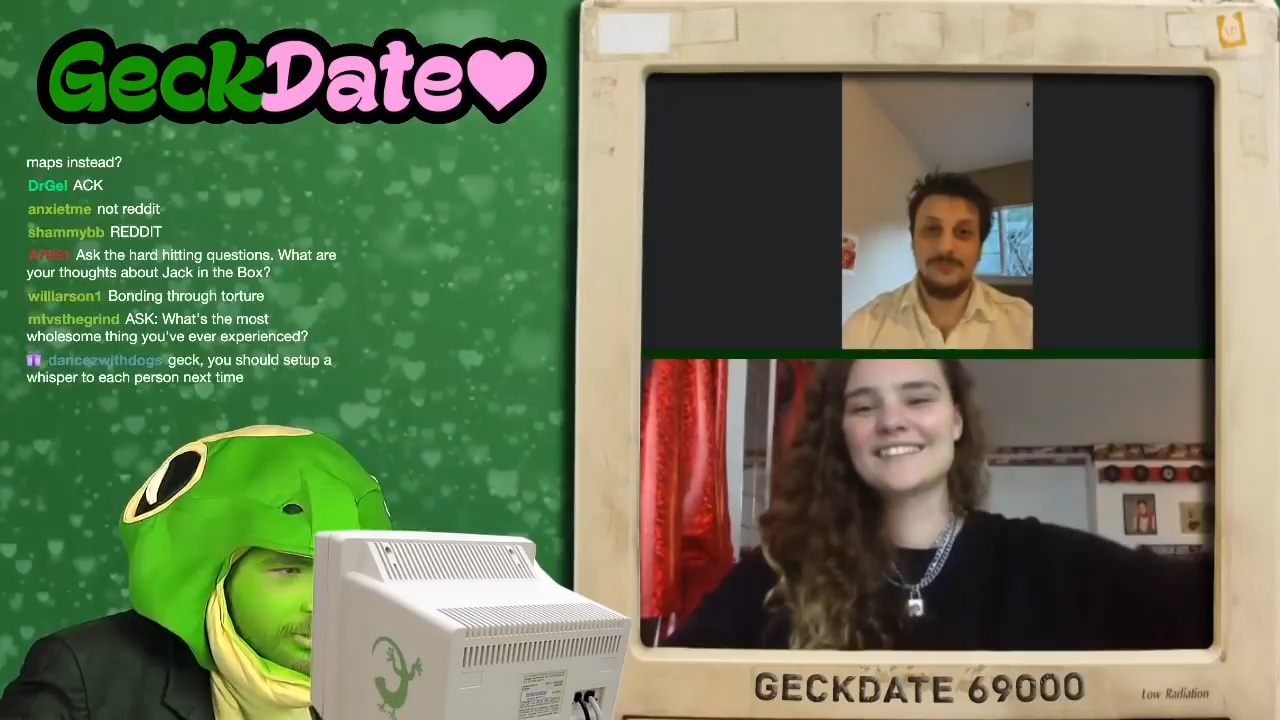 GeckDate
maps instead?
DrGel ACK
anxietme not reddit
shammybb REDDIT
A7051 Ask the hard hitting questions. What are
your thoughts about Jack in the Box?
willlarson1 Bonding through torture
mtvsthegrind ASK: What's the most
wholesome thing you've ever experienced?
dancezwithdogs geck, you should setup a
whisper to each person next time
GECKDATE 69000
Low Radiation